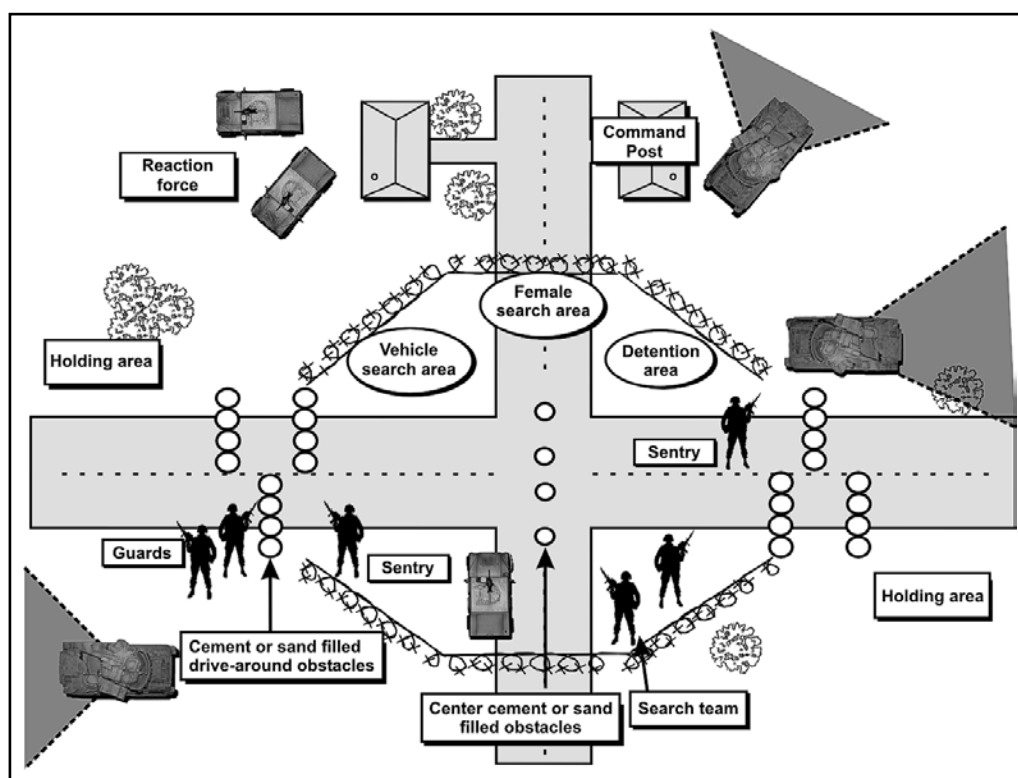 Command
Post
Reaction
force
Female
search area
Holding area
Vehicle
search area
Detention
area
Sentry
Guards
Sentry
Holding area
Cement or sand filled
drive-around obstacles
Center cement or sand
filled obstacles
Search team